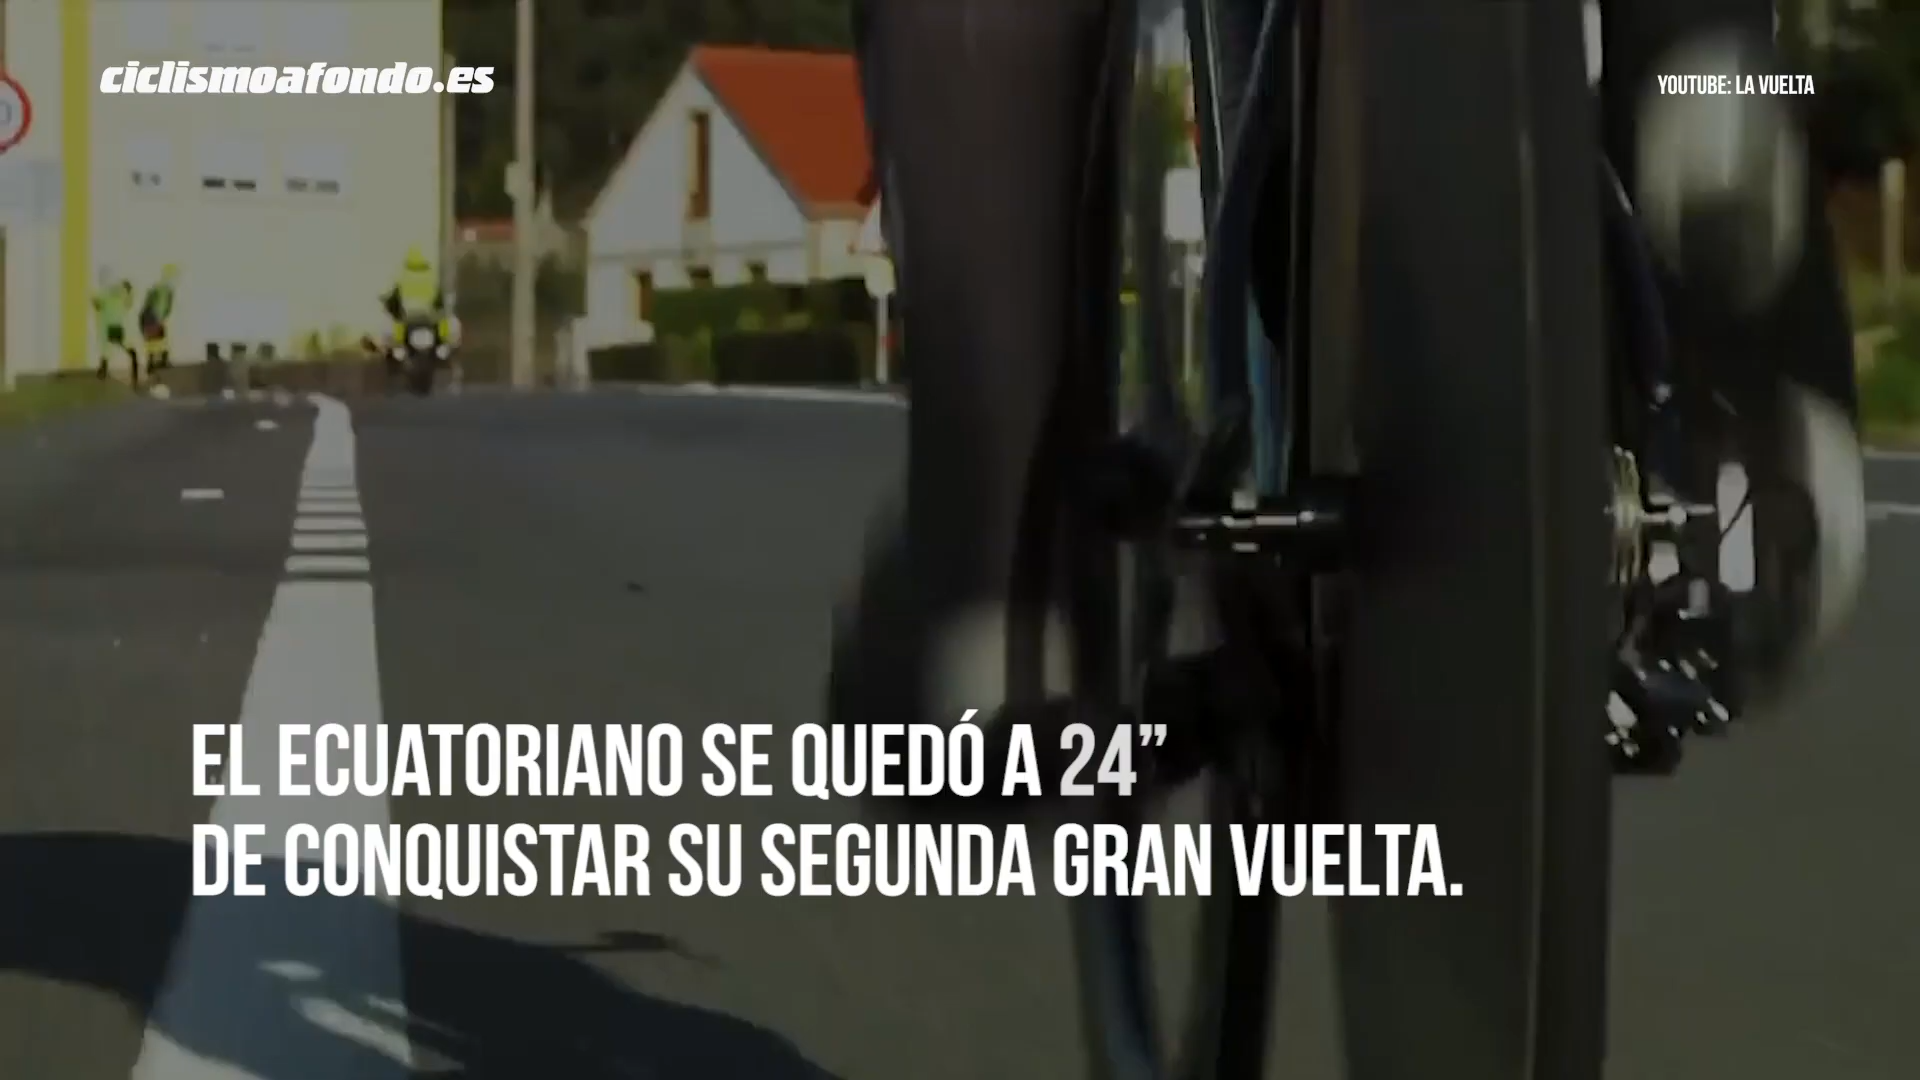 ciclismoafondo.es
YOUTUBE: LA VUELTA
EL ECUATORIANO SE QUEDÓ A 24”
DE CONQUISTAR SU SEGUNDA GRAN VUELTA.